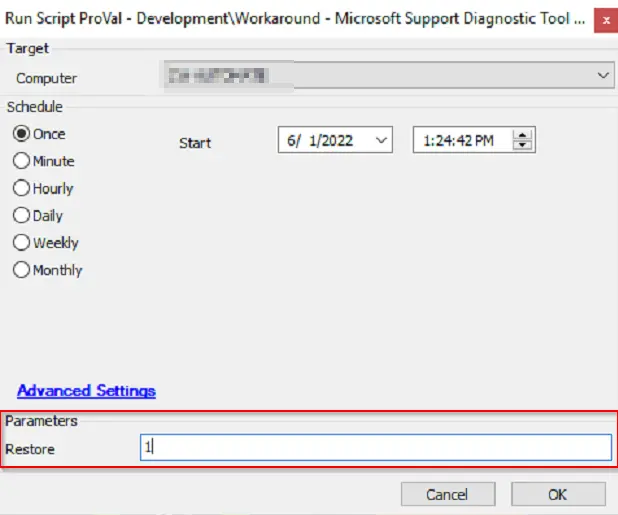 Run Script ProVal - Development\Workaround - Microsoft Support Diagnostic Tool ...
x
Target
Computer
Schedule
Once
Start
6/ 1/2022
1:24:42 PM
Minute
Hourly
Daily
Weekly
Monthly
Advanced Settings
Parameters
Restore
1
Cancel
OK